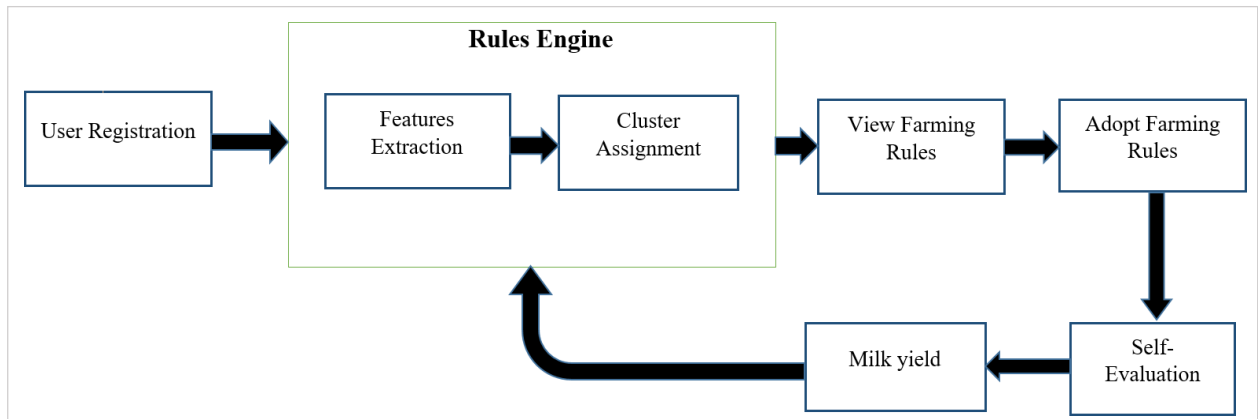 Rules Engine
User Registration
Features
Extraction
Cluster
Assignment
View Farming
Rules
Adopt Farming
Rules
Self-
Evaluation
Milk yield